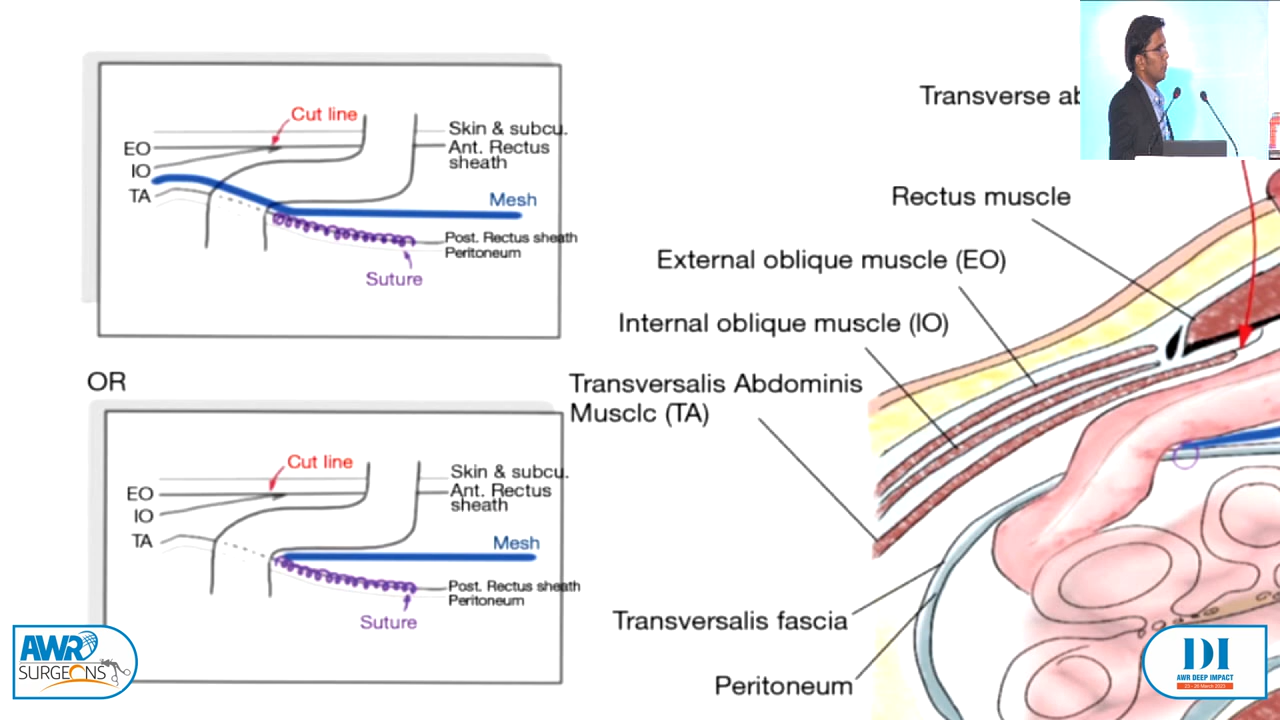 Cut line
EO
IO
TA
Skin & subcu.
Ant. Rectus
sheath
Mesh
Post. Rectus sheath
Peritoneum
Suture
OR
Cut line
EO
IO
TA
Skin & subcu.
Ant. Rectus
sheath
Mesh
Post. Rectus sheath
Peritoneum
Suture
Transverse ab
Rectus muscle
External oblique muscle (EO)
Internal oblique muscle (IO)
Transversalis Abdominis
Musclc (TA)
Transversalis fascia
Peritoneum
AWR
SURGEONS
DI
AWR DEEP IMPACT